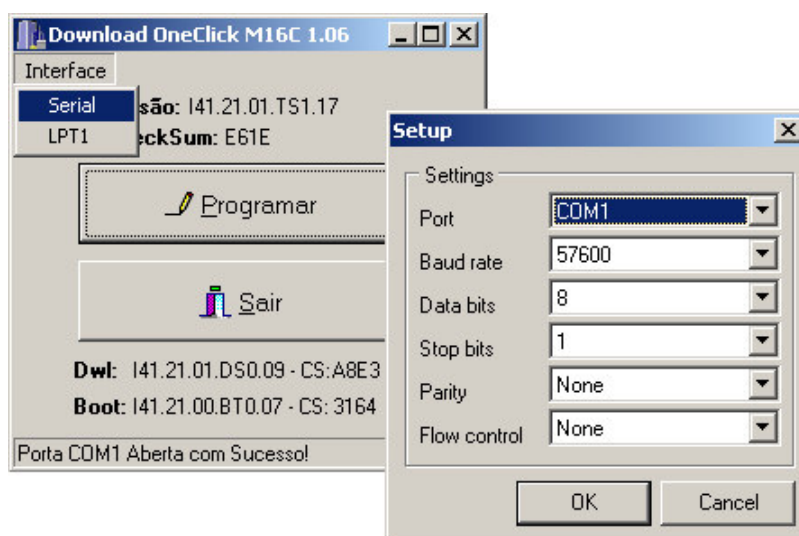 Download OneClick M16C 1.06
Interface
Serial
LPT1
são: I41.21.01.TS1.17
eckSum: E61E
Programar
Sair
Dwl: I41.21.01.DS0.09 - CS:A8E3
Boot: I41.21.00.BT0.07 - CS: 3164
Porta COM1 Aberta com Sucesso!
Setup
Settings
Port COM1
Baud rate 57600
Data bits 8
Stop bits 1
Parity None
Flow control None
OK Cancel